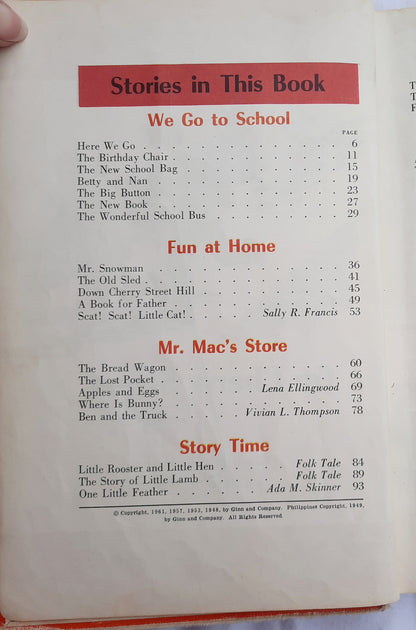 Stories in This Book
We Go to School
PAGE
Here We Go . . . . . . . . . . . 6
The Birthday Chair . . . . . . . . . . 11
The New School Bag . . . . . . . . . 15
Betty and Nan . . . . . . . . . . 19
The Big Button . . . . . . . . . . 23
The New Book . . . . . . . . . . 27
The Wonderful School Bus . . . . . . . 29
Fun at Home
Mr. Snowman . . . . . . . . . . 36
The Old Sled . . . . . . . . . . . 41
Down Cherry Street Hill . . . . . . . . 45
A Book for Father . . . . . . . . . . 49
Scat! Scat! Little Cat! . . . . Sally R. Francis 53
Mr. Mac's Store
The Bread Wagon . . . . . . . . . 60
The Lost Pocket . . . . . . . . . . 66
Apples and Eggs . . . . . Lena Ellingwood 69
Where Is Bunny? . . . . . . . . . . 73
Ben and the Truck . . . . Vivian L. Thompson 78
Story Time
Little Rooster and Little Hen . . . . . Folk Tale 84
The Story of Little Lamb . . . . . . Folk Tale 89
One Little Feather . . . . . Ada M. Skinner 93
© Copyright, 1961, 1957, 1953, 1948, by Ginn and Company. Philippines Copyright, 1949,
by Ginn and Company. All Rights Reserved.
T
T
F